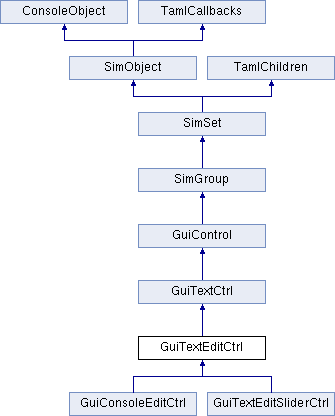 ConsoleObject
TamlCallbacks
SimObject
TamlChildren
SimSet
SimGroup
GuiControl
GuiTextCtrl
GuiTextEditCtrl
GuiConsoleEditCtrl
GuiTextEditSliderCtrl